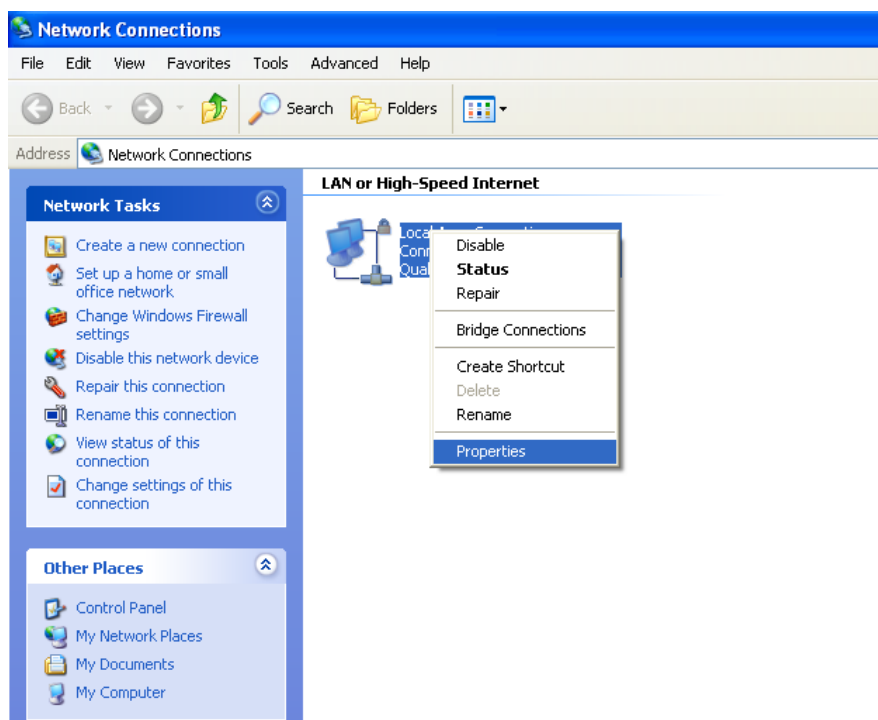 Network Connections
File Edit View Favorites Tools Advanced Help
Back Search Folders
Address Network Connections
Network Tasks
Create a new connection
Set up a home or small
office network
Change Windows Firewall
settings
Disable this network device
Repair this connection
Rename this connection
View status of this
connection
Change settings of this
connection
Other Places
Control Panel
My Network Places
My Documents
My Computer
LAN or High-Speed Internet
Disable
Status
Repair
Bridge Connections
Create Shortcut
Delete
Rename
Properties